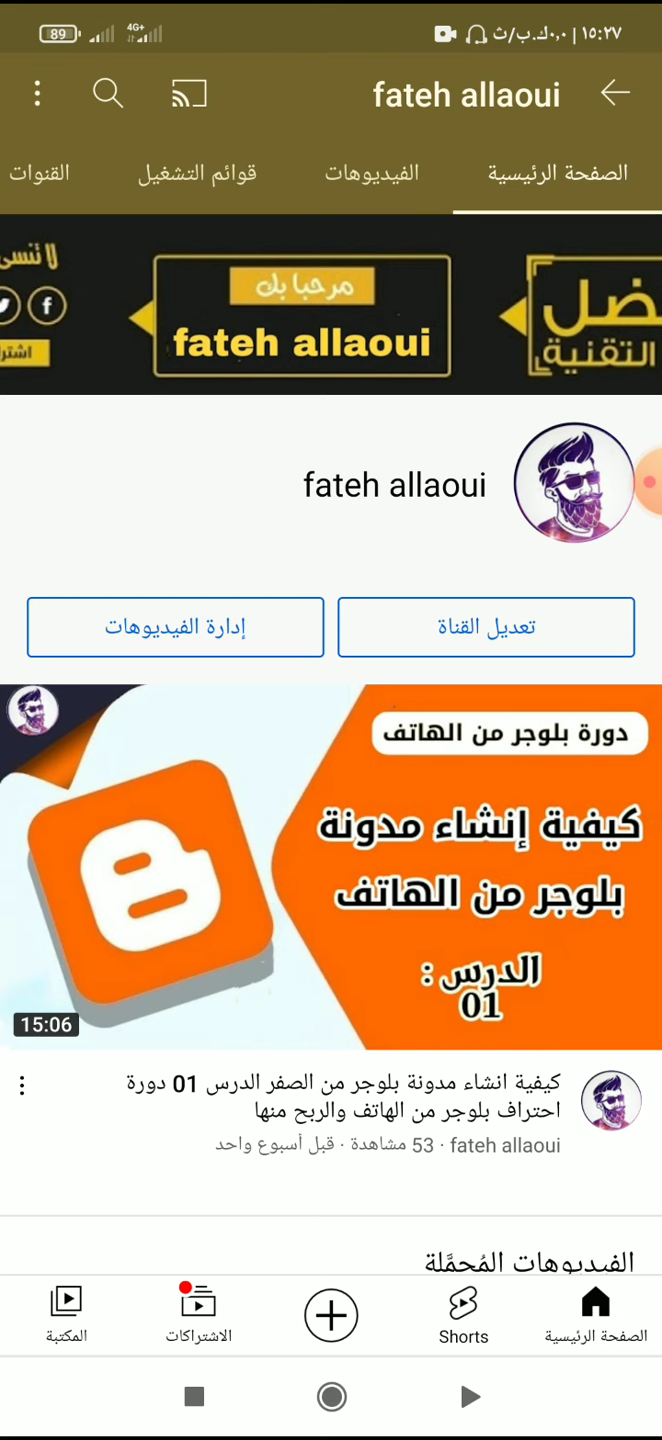 ١٥:٢٧ | ٠,٠ك.ب/ث
4G+
89
fateh allaoui
الصفحة الرئيسية
الفيديوهات
قوائم التشغيل
القنوات
التقنية
مرحبا بك
fateh allaoui
لا تنسى
fateh allaoui
تعديل القناة
إدارة الفيديوهات
دورة بلوجر من الهاتف
كيفية إنشاء مدونة
بلوجر من الهاتف
الدرس :
01
15:06
كيفية انشاء مدونة بلوجر من الصفر الدرس 01 دورة
احتراف بلوجر من الهاتف والربح منها
fateh allaoui · 53 مشاهدة · قبل أسبوع واحد
الفيديوهات المُحمَّلة
الصفحة الرئيسية
Shorts
الاشتراكات
المكتبة